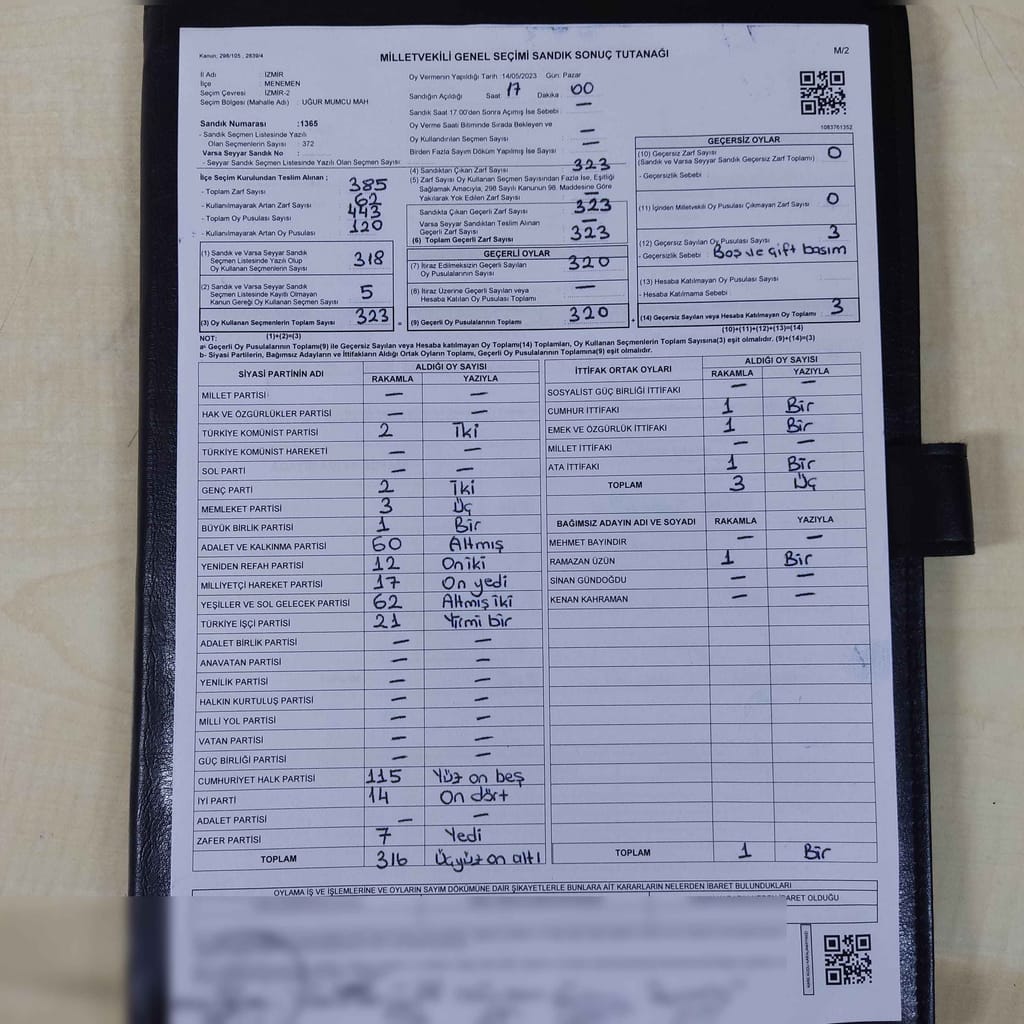 Kanun: 298/105 , 2839/4
MİLLETVEKİLİ GENEL SEÇİMİ SANDIK SONUÇ TUTANAĞI
M/2
İl Adı : İZMİR
İlçe : MENEMEN
Seçim Çevresi : İZMİR-2
Seçim Bölgesi (Mahalle Adı) : UĞUR MUMCU MAH
Sandık Numarası :1365
- Sandık Seçmen Listesinde Yazılı
Olan Seçmenlerin Sayısı : 372
Varsa Seyyar Sandık No :
- Seyyar Sandık Seçmen Listesinde Yazılı Olan Seçmen Sayısı :
Oy Vermenin Yapıldığı Tarih :14/05/2023 Gün: Pazar
Sandığın Açıldığı Saat 17 Dakika : 00
Sandık Saat 17.00'den Sonra Açımış İse Sebebi : —
Oy Verme Saati Bitiminde Sırada Bekleyen ve
Oy Kullandırılan Seçmen Sayısı : —
Birden Fazla Sayım Döküm Yapılmış İse Sayısı : —
1083761352
İlçe Seçim Kurulundan Teslim Alınan ;
- Toplam Zarf Sayısı : 385
- Kullanılmayarak Artan Zarf Sayısı : 62
- Toplam Oy Pusulası Sayısı : 443
- Kullanılmayarak Artan Oy Pusulası : 120
(1) Sandık ve Varsa Seyyar Sandık
Seçmen Listesinde Yazılı Olup
Oy Kullanan Seçmenlerin Sayısı : 318
(2) Sandık ve Varsa Seyyar Sandık
Seçmen Listesinde Kayıtlı Olmayan
Kanun Gereği Oy Kullanan Seçmen Sayısı : 5
(3) Oy Kullanan Seçmenlerin Toplam Sayısı : 323 =
(4) Sandıktan Çıkan Zarf Sayısı : 323
(5) Zarf Sayısı Oy Kullanan Seçmen Sayısından Fazla İse, Eşitliği
Sağlamak Amacıyla, 298 Sayılı Kanunun 98. Maddesine Göre
Yakılarak Yok Edilen Zarf Sayısı : —
Sandıkta Çıkan Geçerli Zarf Sayısı : 323
Varsa Seyyar Sandıktan Teslim Alınan
Geçerli Zarf Sayısı : —
(6) Toplam Geçerli Zarf Sayısı : 323
GEÇERLİ OYLAR
(7) İtiraz Edilmeksizin Geçerli Sayılan
Oy Pusulalarının Sayısı : 320
(8) İtiraz Üzerine Geçerli Sayılan veya
Hesaba Katılan Oy Pusulası Toplamı : —
(9) Geçerli Oy Pusulalarının Toplamı : 320 +
GEÇERSİZ OYLAR
(10) Geçersiz Zarf Sayısı : 0
(Sandık ve Varsa Seyyar Sandık Geçersiz Zarf Toplamı)
- Geçersizlik Sebebi :
(11) İçinden Milletvekili Oy Pusulası Çıkmayan Zarf Sayısı : 0
(12) Geçersiz Sayılan Oy Pusulası Sayısı : 3
- Geçersizlik Sebebi : Boş ve çift basım
(13) Hesaba Katılmayan Oy Pusulası Sayısı :
- Hesaba Katılmama Sebebi :
(14) Geçersiz Sayılan veya Hesaba Katılmayan Oy Toplamı : 3
(10)+(11)+(12)+(13)=(14)
NOT: (1)+(2)=(3)
a- Geçerli Oy Pusulalarının Toplamı(9) ile Geçersiz Sayılan veya Hesaba katılmayan Oy Toplamı(14) Toplamları, Oy Kullanan Seçmenlerin Toplam Sayısına(3) eşit olmalıdır. (9)+(14)=(3)
b- Siyasi Partilerin, Bağımsız Adayların ve İttifakların Aldığı Ortak Oyların Toplamı, Geçerli Oy Pusulalarının Toplamına(9) eşit olmalıdır.
SİYASİ PARTİNİN ADI ALDIĞI OY SAYISI
RAKAMLA YAZIYLA
MİLLET PARTİSİ — —
HAK VE ÖZGÜRLÜKLER PARTİSİ — —
TÜRKİYE KOMÜNİST PARTİSİ 2 İki
TÜRKİYE KOMÜNİST HAREKETİ — —
SOL PARTİ — —
GENÇ PARTİ 2 İki
MEMLEKET PARTİSİ 3 Üç
BÜYÜK BİRLİK PARTİSİ 1 Bir
ADALET VE KALKINMA PARTİSİ 60 Altmış
YENİDEN REFAH PARTİSİ 12 Oniki
MİLLİYETÇİ HAREKET PARTİSİ 17 On yedi
YEŞİLLER VE SOL GELECEK PARTİSİ 62 Altmış iki
TÜRKİYE İŞÇİ PARTİSİ 21 Yirmi bir
ADALET BİRLİK PARTİSİ — —
ANAVATAN PARTİSİ — —
YENİLİK PARTİSİ — —
HALKIN KURTULUŞ PARTİSİ — —
MİLLİ YOL PARTİSİ — —
VATAN PARTİSİ — —
GÜÇ BİRLİĞİ PARTİSİ — —
CUMHURİYET HALK PARTİSİ 115 Yüz on beş
İYİ PARTİ 14 On dört
ADALET PARTİSİ — —
ZAFER PARTİSİ 7 Yedi
TOPLAM 316 Üçyüz on altı
İTTİFAK ORTAK OYLARI ALDIĞI OY SAYISI
RAKAMLA YAZIYLA
SOSYALİST GÜÇ BİRLİĞİ İTTİFAKI — —
CUMHUR İTTİFAKI 1 Bir
EMEK VE ÖZGÜRLÜK İTTİFAKI 1 Bir
MİLLET İTTİFAKI — —
ATA İTTİFAKI 1 Bir
TOPLAM 3 Üç
BAĞIMSIZ ADAYIN ADI VE SOYADI RAKAMLA YAZIYLA
MEHMET BAYINDIR — —
RAMAZAN ÜZÜN 1 Bir
SİNAN GÜNDOĞDU — —
KENAN KAHRAMAN — —
TOPLAM 1 Bir
OYLAMA İŞ VE İŞLEMLERİNE VE OYLARIN SAYIM DÖKÜMÜNE DAİR ŞİKAYETLERLE BUNLARA AİT KARARLARIN NELERDEN İBARET BULUNDUKLARI
İBARET OLDUĞU